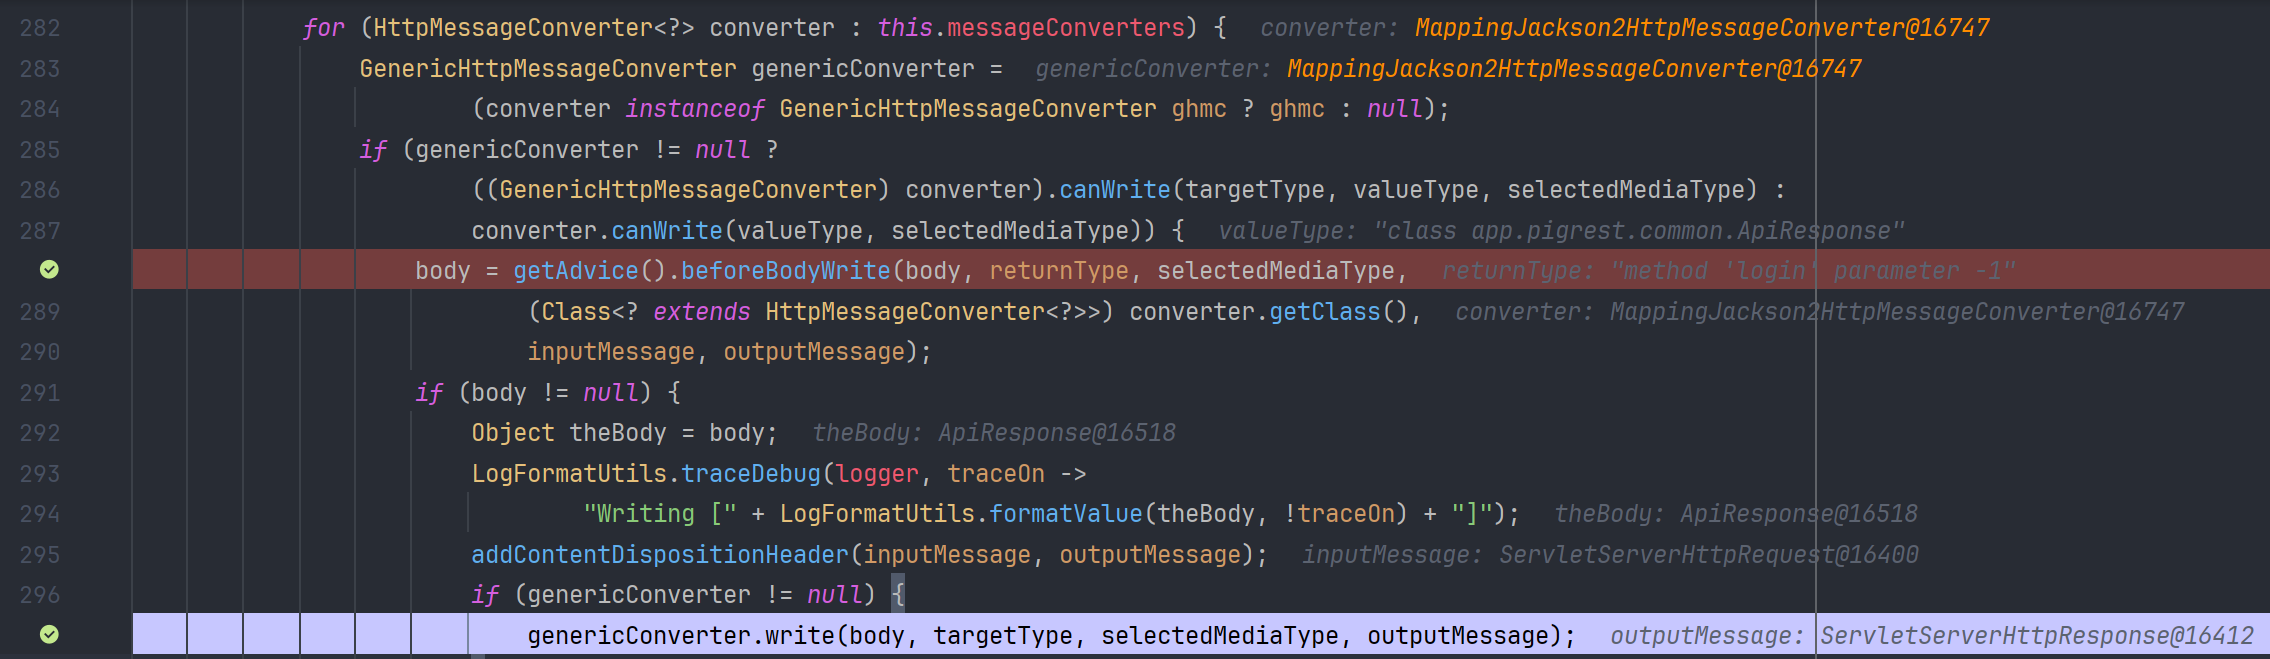 282 for (HttpMessageConverter<?> converter : this.messageConverters) { converter: MappingJackson2HttpMessageConverter@16747
283 GenericHttpMessageConverter genericConverter = genericConverter: MappingJackson2HttpMessageConverter@16747
284 (converter instanceof GenericHttpMessageConverter ghmc ? ghmc : null);
285 if (genericConverter != null ?
286 ((GenericHttpMessageConverter) converter).canWrite(targetType, valueType, selectedMediaType) :
287 converter.canWrite(valueType, selectedMediaType)) { valueType: "class app.pigrest.common.ApiResponse"
body = getAdvice().beforeBodyWrite(body, returnType, selectedMediaType, returnType: "method 'login' parameter -1"
289 (Class<? extends HttpMessageConverter<?>>) converter.getClass(), converter: MappingJackson2HttpMessageConverter@16747
290 inputMessage, outputMessage);
291 if (body != null) {
292 Object theBody = body; theBody: ApiResponse@16518
293 LogFormatUtils.traceDebug(logger, traceOn ->
294 "Writing [" + LogFormatUtils.formatValue(theBody, !traceOn) + "]"); theBody: ApiResponse@16518
295 addContentDispositionHeader(inputMessage, outputMessage); inputMessage: ServletServerHttpRequest@16400
296 if (genericConverter != null) {
genericConverter.write(body, targetType, selectedMediaType, outputMessage); outputMessage: ServletServerHttpResponse@16412